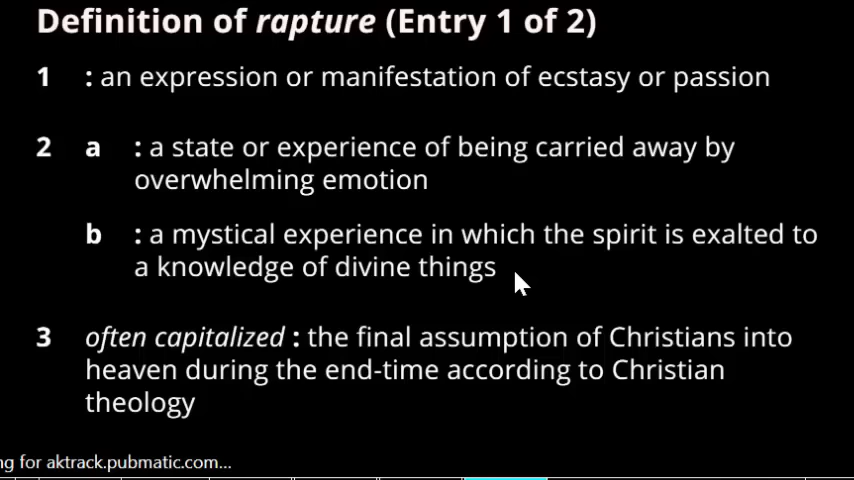 Definition of rapture (Entry 1 of 2)
1 : an expression or manifestation of ecstasy or passion
2 a : a state or experience of being carried away by
overwhelming emotion
b : a mystical experience in which the spirit is exalted to
a knowledge of divine things
3 often capitalized : the final assumption of Christians into
heaven during the end-time according to Christian
theology
ng for aktrack.pubmatic.com...